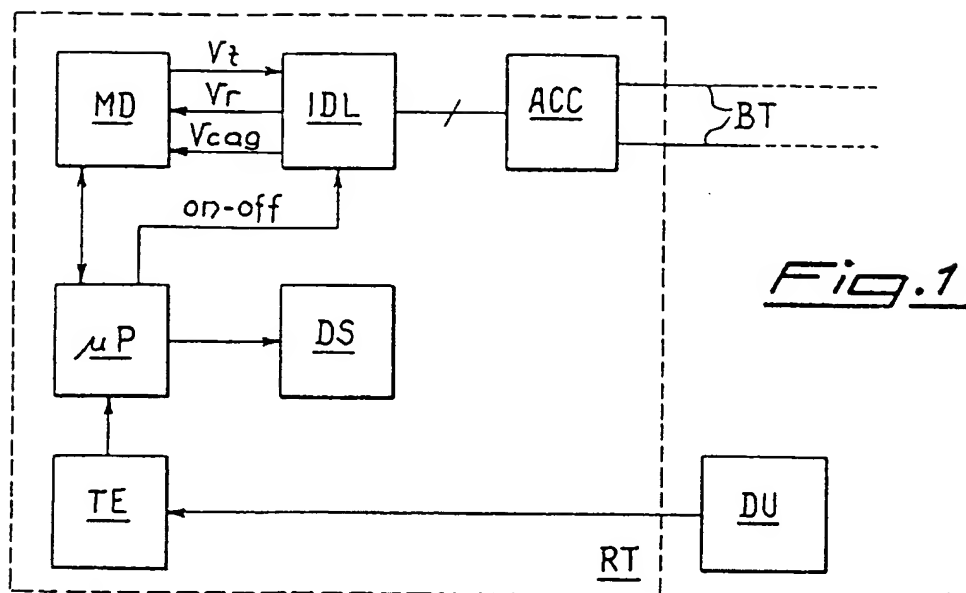 Vt
MD
Vr
IDL
ACC
BT
Vcag
on-off
Fig.1
μP
DS
TE
DU
RT